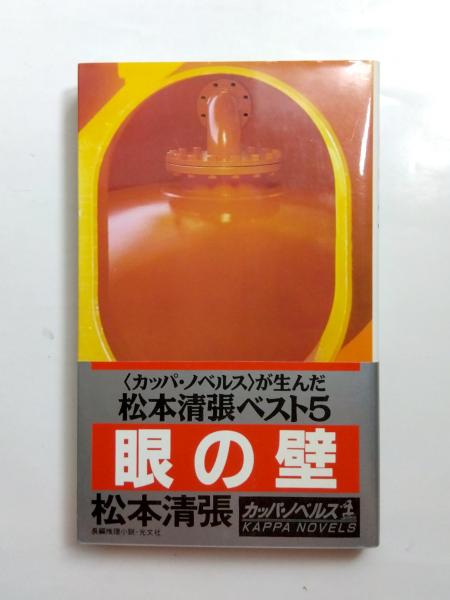 〈カッパ・ノベルス〉が生んだ
松本清張ベスト5
眼の壁
松本清張
長編推理小説・光文社
カッパ・ノベルス
KAPPA NOVELS